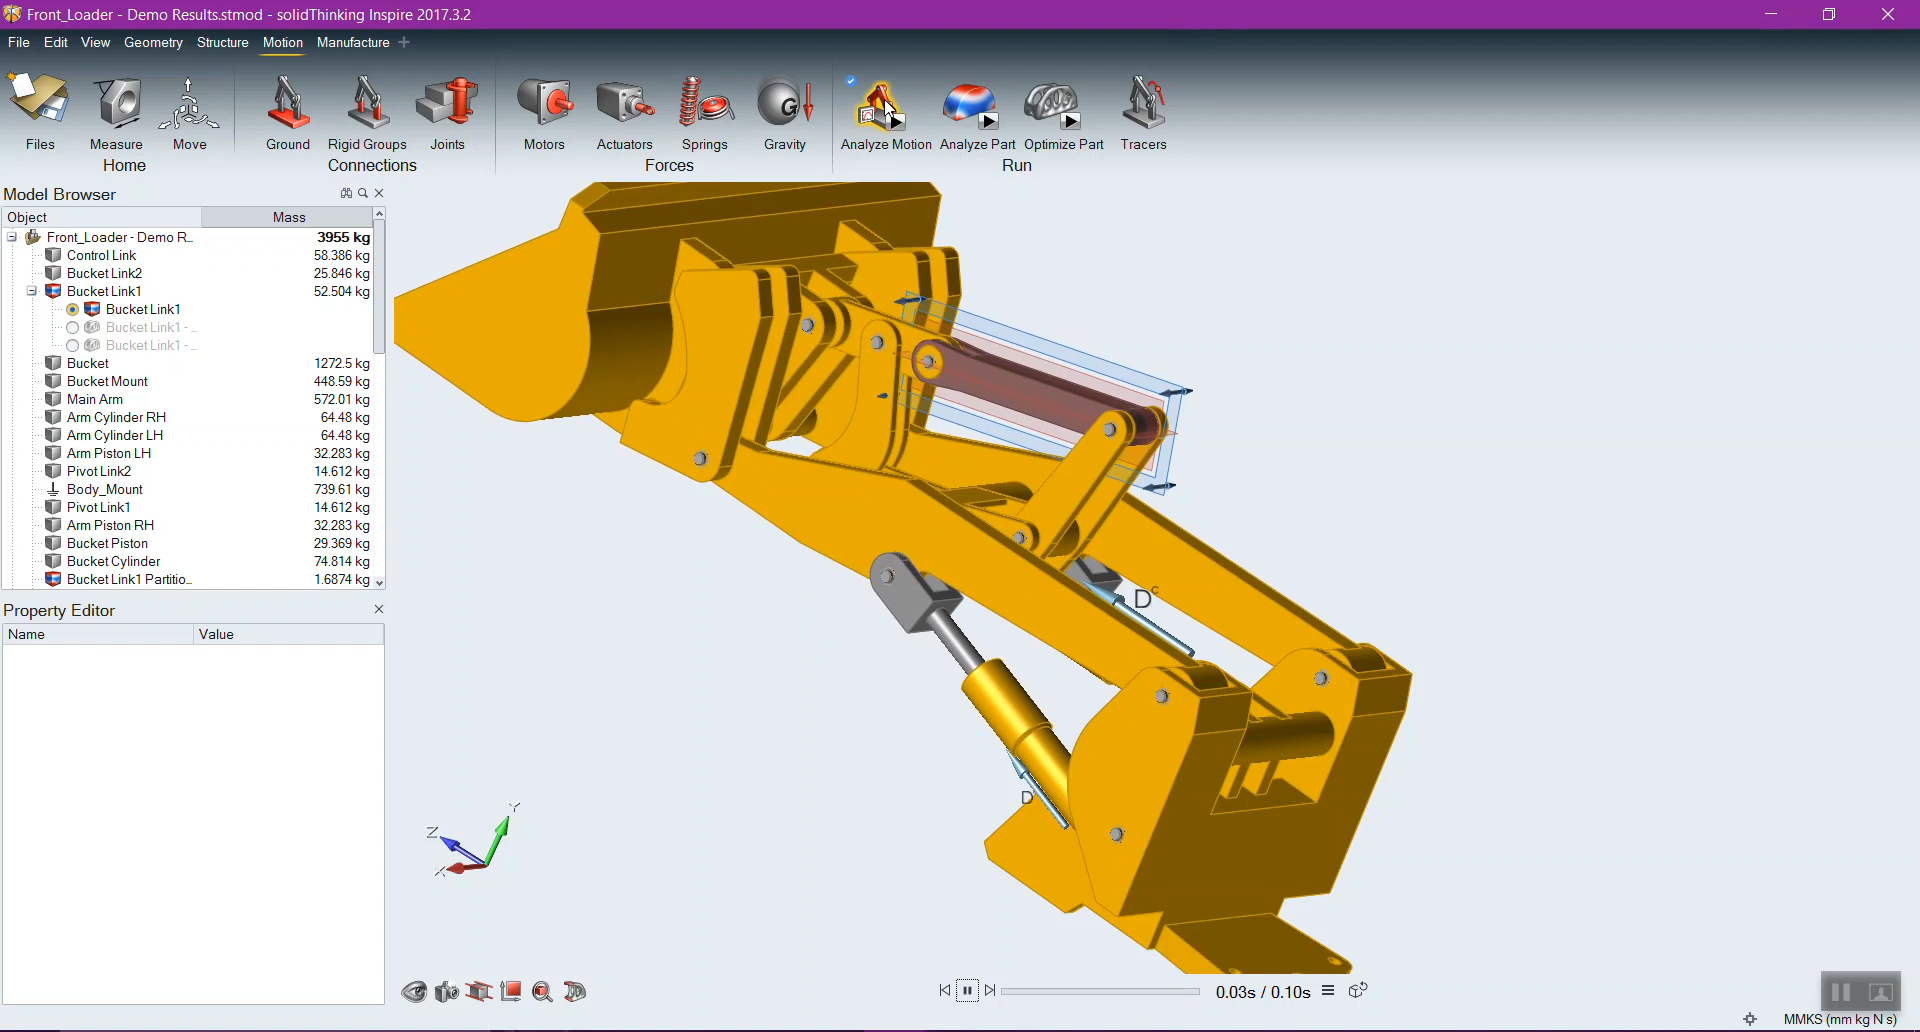 Front_Loader - Demo Results.stmod - solidThinking Inspire 2017.3.2
File Edit View Geometry Structure Motion Manufacture
Files Measure Move Ground Rigid Groups Joints Motors Actuators Springs Gravity Analyze Motion Analyze Part Optimize Part Tracers
Home Connections Forces Run
Model Browser
Object Mass
Front_Loader - Demo R... 3955 kg
Control Link 58.386 kg
Bucket Link2 25.846 kg
Bucket Link1 52.504 kg
Bucket Link1
Bucket Link1 - ...
Bucket Link1 - ...
Bucket 1272.5 kg
Bucket Mount 448.59 kg
Main Arm 572.01 kg
Arm Cylinder RH 64.48 kg
Arm Cylinder LH 64.48 kg
Arm Piston LH 32.283 kg
Pivot Link2 14.612 kg
Body_Mount 739.61 kg
Pivot Link1 14.612 kg
Arm Piston RH 32.283 kg
Bucket Piston 29.369 kg
Bucket Cylinder 74.814 kg
Bucket Link1 Partitio... 1.6874 kg
Property Editor
Name Value
G
D
D
Y
Z
X
0.03s / 0.10s
MMKS (mm kg N s)